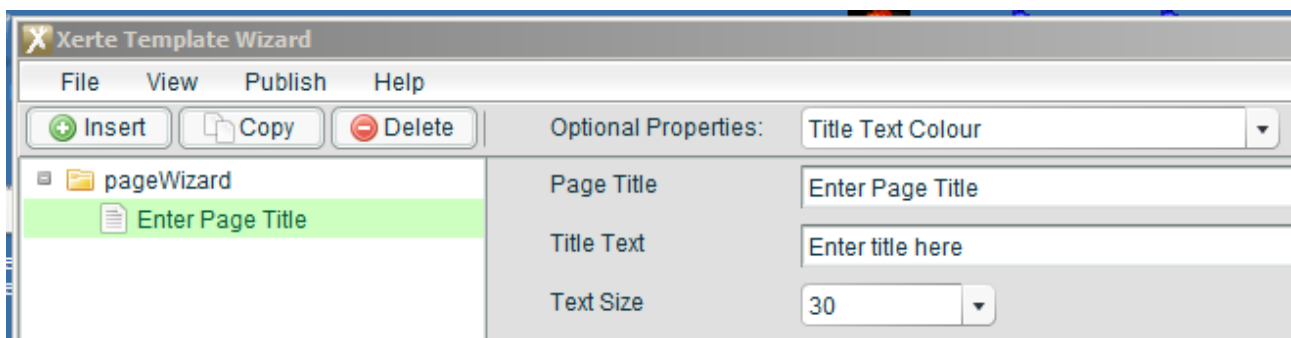 Xerte Template Wizard
File View Publish Help
Insert Copy Delete Optional Properties: Title Text Colour
pageWizard Page Title Enter Page Title
Enter Page Title
Title Text Enter title here
Text Size 30